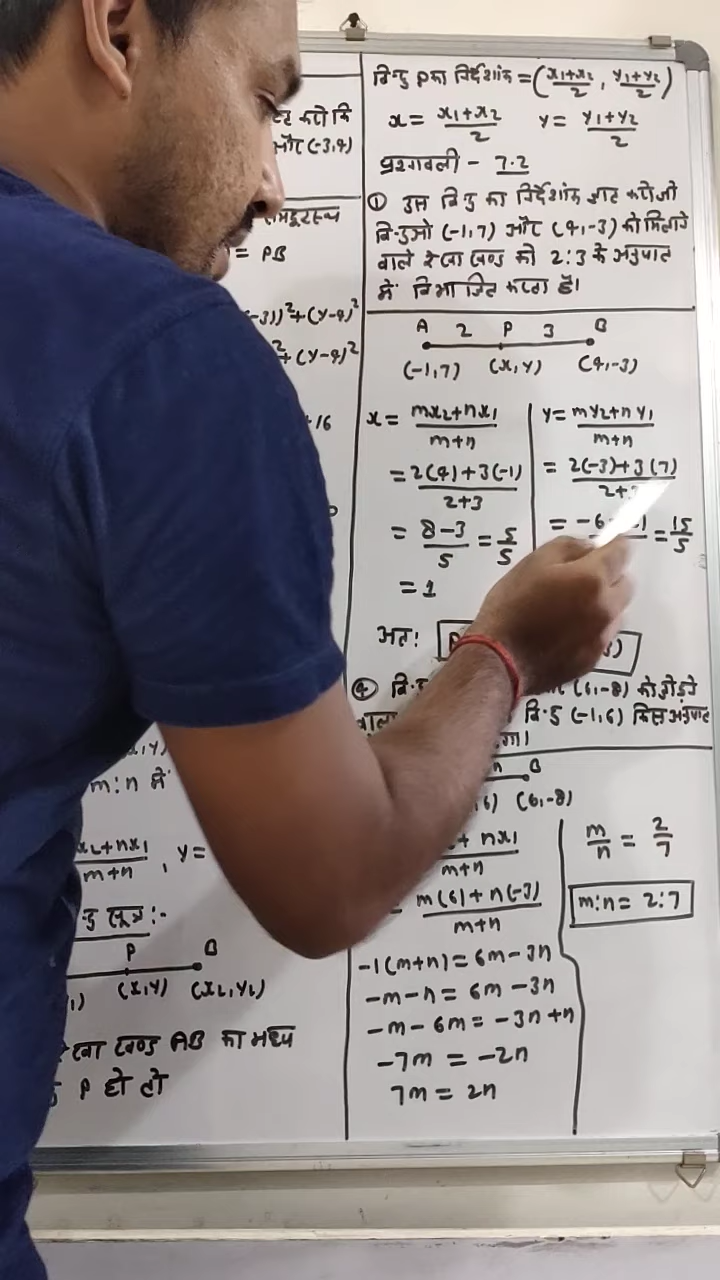 और (-3,4)
= PB
-3))²+(y-4)²
²+(y-4)²
16
m:n में
x₂+nx₁/m+n , y=
सूत्र:-
P B
(x,y) (x₂,y₂)
रेखा खण्ड AB का मध्य
P हो तो
बिन्दु P का निर्देशांक = (x₁+x₂/2 , y₁+y₂/2)
x = x₁+x₂/2 y = y₁+y₂/2
प्रश्नावली - 7.2
① उस बिन्दु का निर्देशांक ज्ञात करो जो
बिन्दुओ (-1,7) और (4,-3) को मिलाने
वाले रेखा खण्ड को 2:3 के अनुपात
में विभाजित करता है।
A 2 P 3 B
(-1,7) (x,y) (4,-3)
x = mx₂+nx₁/m+n
= 2(4)+3(-1)/2+3
= 8-3/5 = 5/5
= 1
y = my₂+ny₁/m+n
= 2(-3)+3(7)/2+
= -6 = 15/5
अत:
(6,-8) को जोड़ने
वाला बि.दु (-1,6) किस अनुपात
B
(6,-8)
nx₁/m+n
m(6)+n(-3)/m+n
-1(m+n) = 6m-3n
-m-n = 6m-3n
-m-6m = -3n+n
-7m = -2n
7m = 2n
m/n = 2/7
m:n = 2:7